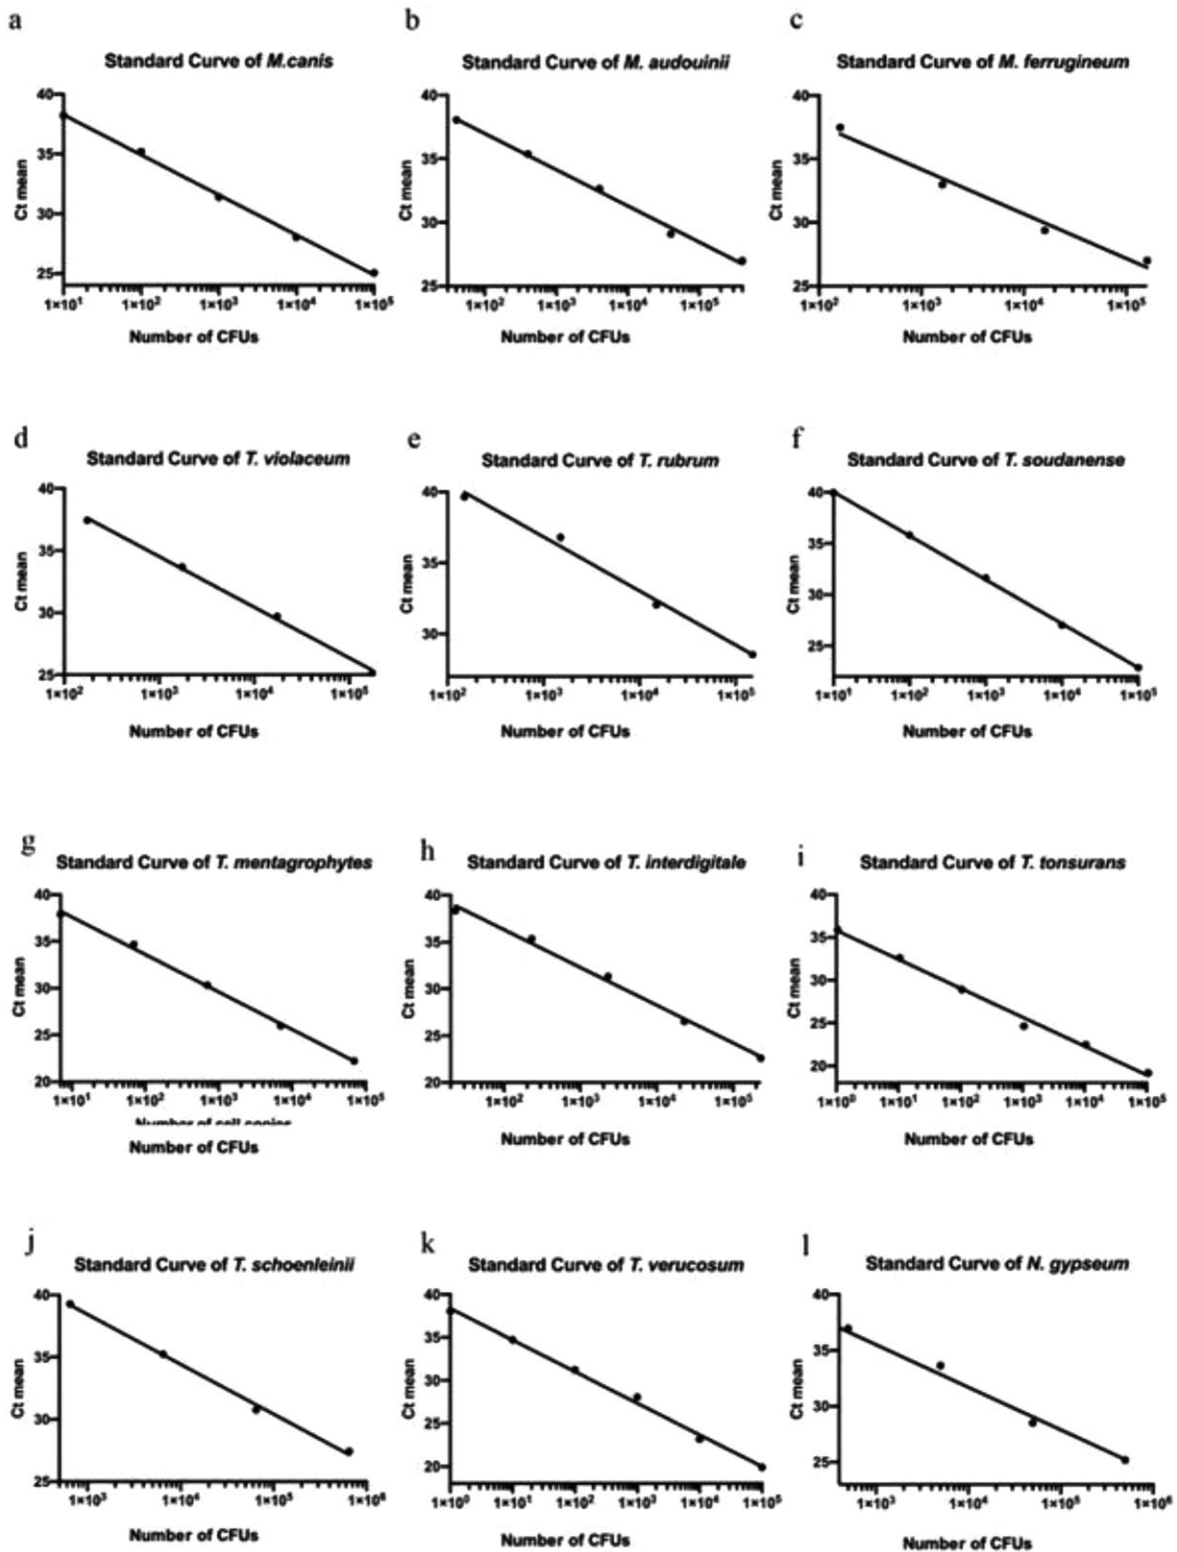 a
Standard Curve of M.canis
40
35
30
25
Ct mean
1×10¹ 1×10² 1×10³ 1×10⁴ 1×10⁵
Number of CFUs
b
Standard Curve of M. audouinii
40
35
30
25
Ct mean
1×10² 1×10³ 1×10⁴ 1×10⁵
Number of CFUs
c
Standard Curve of M. ferrugineum
40
35
30
25
Ct mean
1×10² 1×10³ 1×10⁴ 1×10⁵
Number of CFUs
d
Standard Curve of T. violaceum
40
35
30
25
Ct mean
1×10² 1×10³ 1×10⁴ 1×10⁵
Number of CFUs
e
Standard Curve of T. rubrum
40
35
30
Ct mean
1×10² 1×10³ 1×10⁴ 1×10⁵
Number of CFUs
f
Standard Curve of T. soudanense
40
35
30
25
Ct mean
1×10¹ 1×10² 1×10³ 1×10⁴ 1×10⁵
Number of CFUs
g
Standard Curve of T. mentagrophytes
40
35
30
25
20
Ct mean
1×10¹ 1×10² 1×10³ 1×10⁴ 1×10⁵
Number of cell copies
Number of CFUs
h
Standard Curve of T. interdigitale
40
35
30
25
20
Ct mean
1×10² 1×10³ 1×10⁴ 1×10⁵
Number of CFUs
i
Standard Curve of T. tonsurans
40
35
30
25
20
Ct mean
1×10⁰ 1×10¹ 1×10² 1×10³ 1×10⁴ 1×10⁵
Number of CFUs
j
Standard Curve of T. schoenleinii
40
35
30
25
Ct mean
1×10³ 1×10⁴ 1×10⁵ 1×10⁶
Number of CFUs
k
Standard Curve of T. verucosum
40
35
30
25
20
Ct mean
1×10⁰ 1×10¹ 1×10² 1×10³ 1×10⁴ 1×10⁵
Number of CFUs
l
Standard Curve of N. gypseum
40
35
30
25
Ct mean
1×10³ 1×10⁴ 1×10⁵ 1×10⁶
Number of CFUs